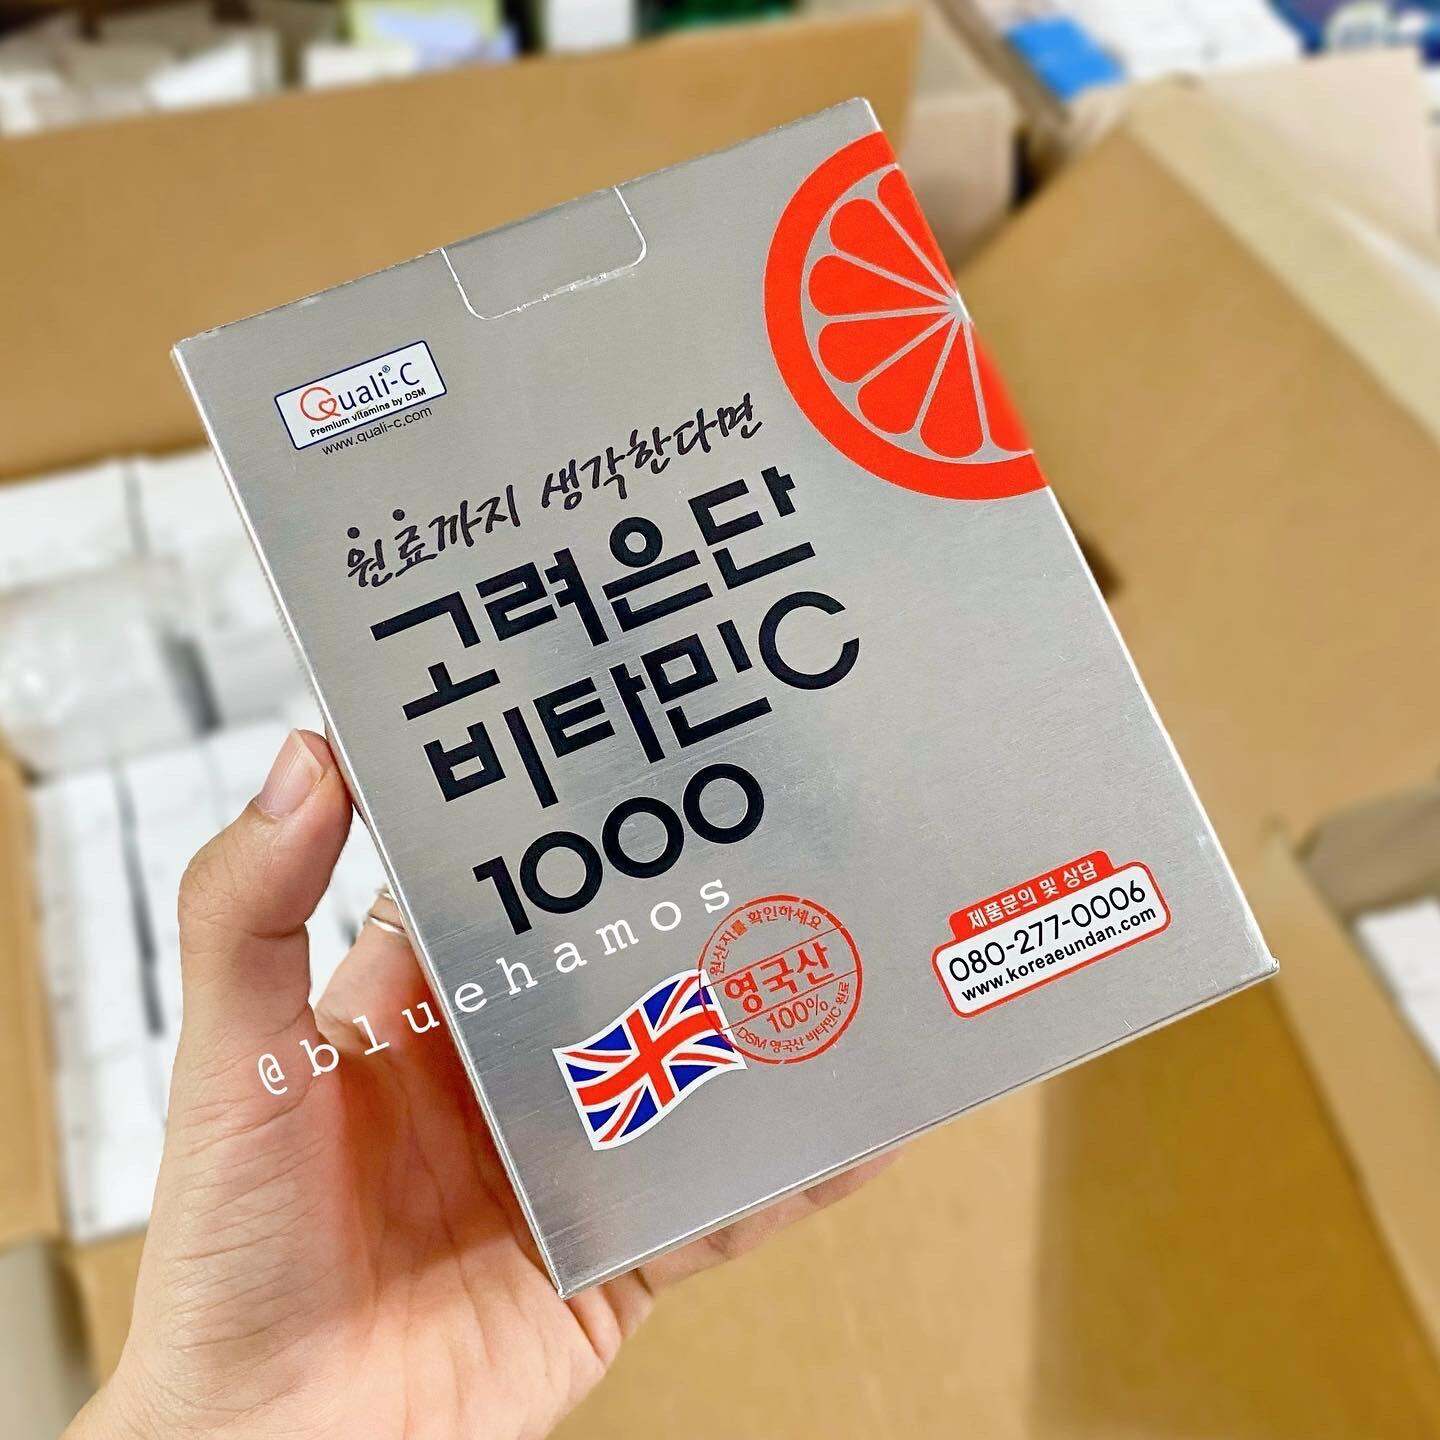 Quali-C®
Premium vitamins by DSM
www.quali-c.com
원료까지 생각한다면
고려은단
비타민C
1000
@bluehamos
원산지를 확인하세요
영국산
100%
DSM 영국산 비타민C 원료
제품문의 및 상담
080-277-0006
www.koreaeundan.com